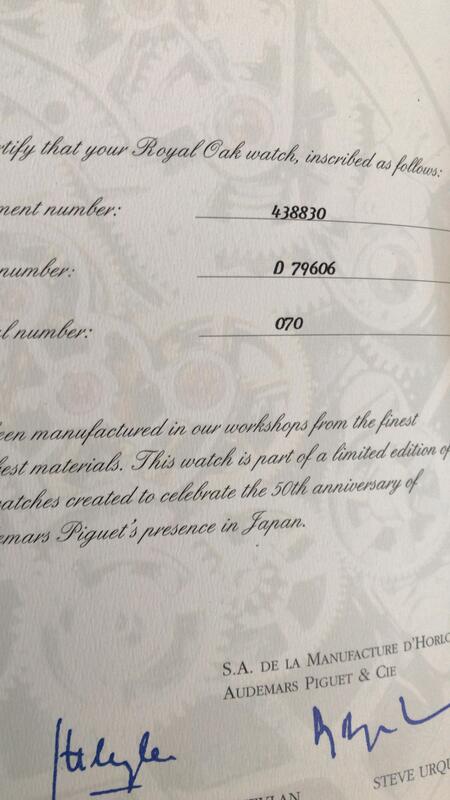 rtify that your Royal Oak watch, inscribed as follows:
ment number: 438830
number: D 79606
l number: 070
een manufactured in our workshops from the finest
est materials. This watch is part of a limited edition of
watches created to celebrate the 50th anniversary of
emars Piguet's presence in Japan.
S.A. DE LA MANUFACTURE D'HORLO
AUDEMARS PIGUET & CIE
EYLAN STEVE URQU